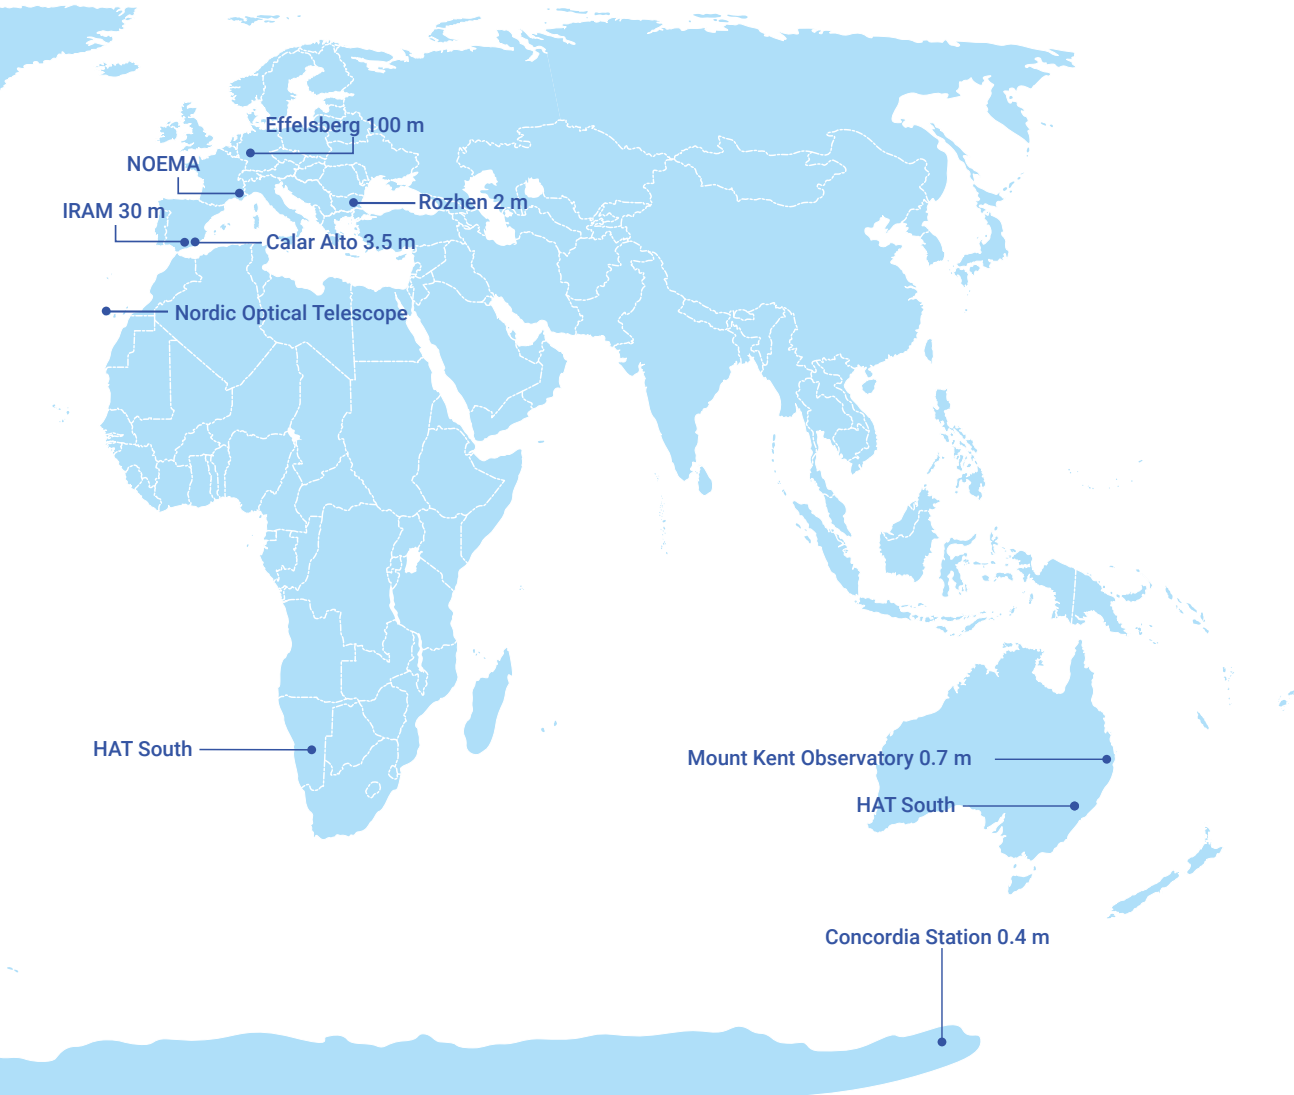 Effelsberg 100 m
NOEMA
Rozhen 2 m
IRAM 30 m
Calar Alto 3.5 m
Nordic Optical Telescope
HAT South
Mount Kent Observatory 0.7 m
HAT South
Concordia Station 0.4 m